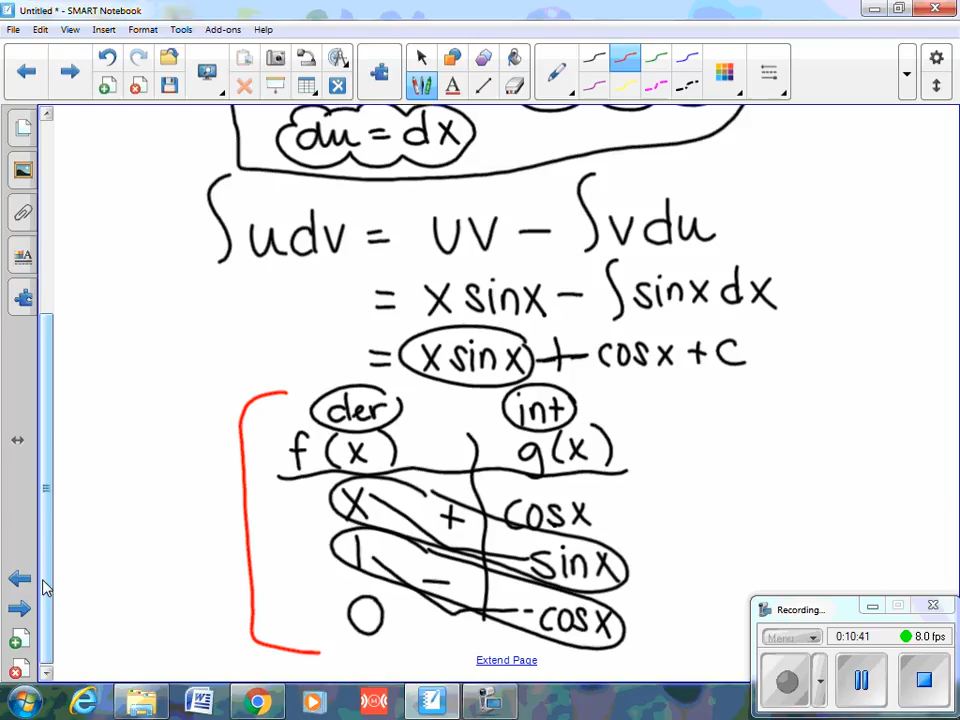 Untitled * - SMART Notebook
File Edit View Insert Format Tools Add-ons Help
du = dx
∫udv = uv - ∫vdu
= x sinx - ∫sinx dx
= x sinx + cosx + C
der int
f(x) g(x)
x + cosx
1 - sinx
0 -cosx
Extend Page
Recording...
Menu 0:10:41 8.0 fps